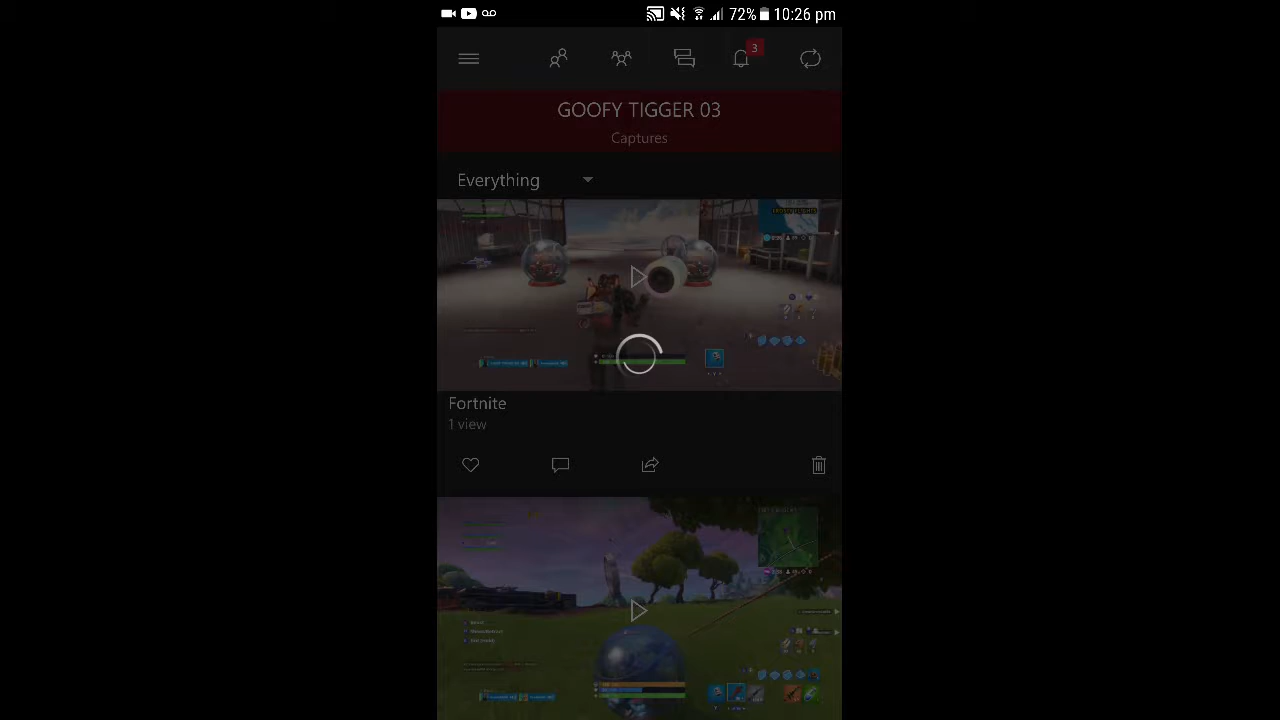 72% 10:26 pm
3
GOOFY TIGGER 03
Captures
Everything
Fortnite
1 view